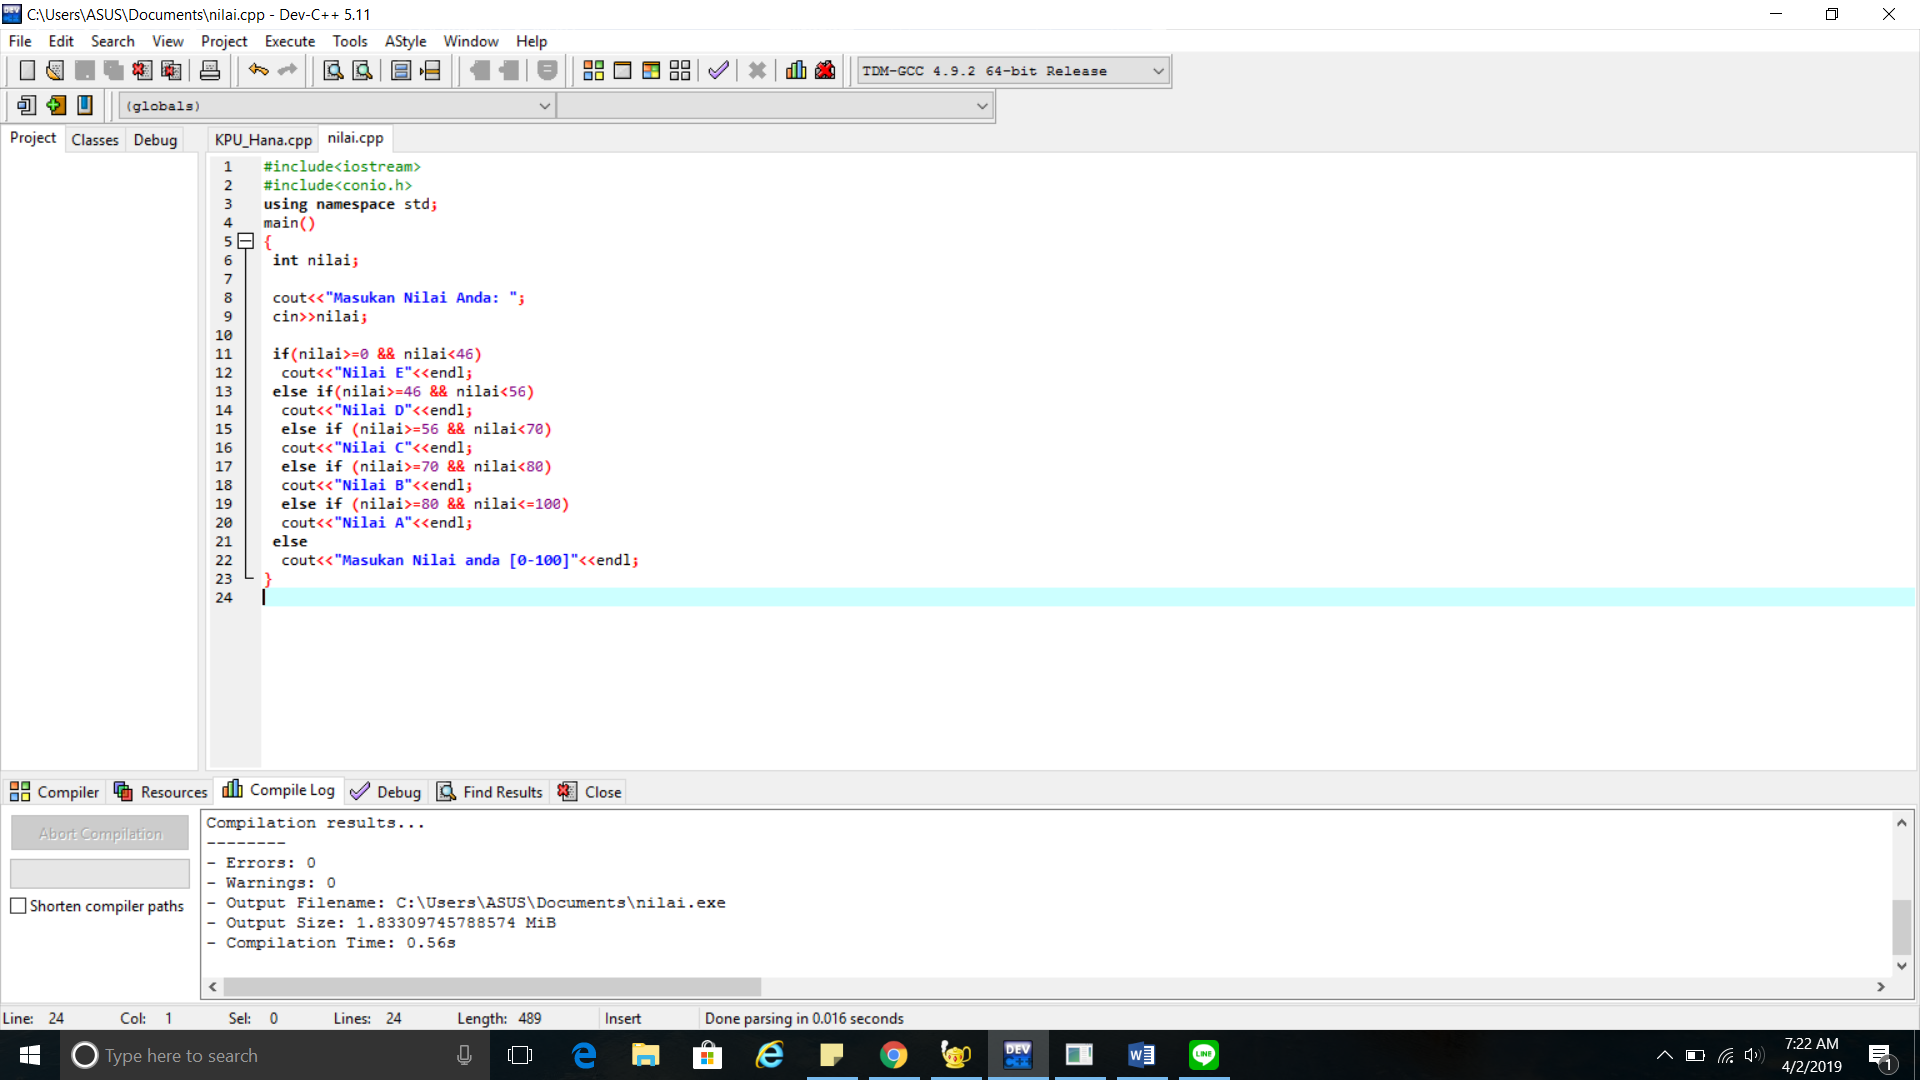 C:\Users\ASUS\Documents\nilai.cpp - Dev-C++ 5.11
File Edit Search View Project Execute Tools AStyle Window Help
TDM-GCC 4.9.2 64-bit Release
(globals)
Project Classes Debug KPU_Hana.cpp nilai.cpp
1 #include<iostream>
2 #include<conio.h>
3 using namespace std;
4 main()
5 {
6 int nilai;
7
8 cout<<"Masukan Nilai Anda: ";
9 cin>>nilai;
10
11 if(nilai>=0 && nilai<46)
12 cout<<"Nilai E"<<endl;
13 else if(nilai>=46 && nilai<56)
14 cout<<"Nilai D"<<endl;
15 else if (nilai>=56 && nilai<70)
16 cout<<"Nilai C"<<endl;
17 else if (nilai>=70 && nilai<80)
18 cout<<"Nilai B"<<endl;
19 else if (nilai>=80 && nilai<=100)
20 cout<<"Nilai A"<<endl;
21 else
22 cout<<"Masukan Nilai anda [0-100]"<<endl;
23 }
24
Compiler Resources Compile Log Debug Find Results Close
Abort Compilation
Shorten compiler paths
Compilation results...
--------
- Errors: 0
- Warnings: 0
- Output Filename: C:\Users\ASUS\Documents\nilai.exe
- Output Size: 1.83309745788574 MiB
- Compilation Time: 0.56s
Line: 24 Col: 1 Sel: 0 Lines: 24 Length: 489 Insert Done parsing in 0.016 seconds
Type here to search
DEV C++
LINE
7:22 AM
4/2/2019
1